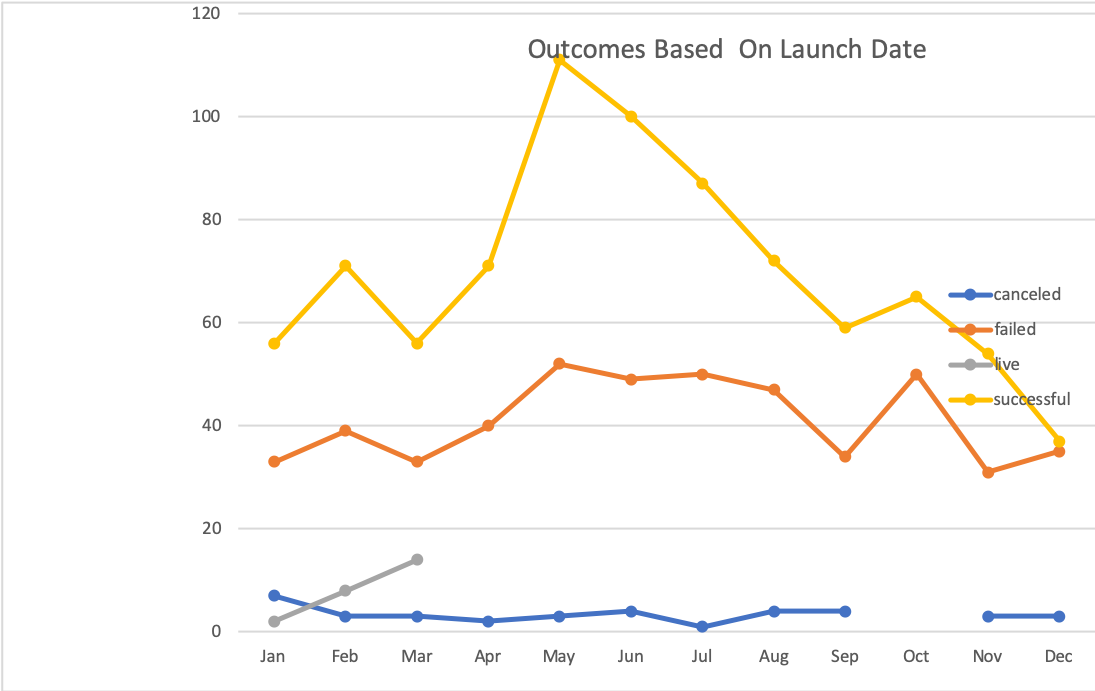 Outcomes Based  On Launch Date
120
100
80
60
40
20
0
Jan Feb Mar Apr May Jun Jul Aug Sep Oct Nov Dec
canceled
failed
live
successful